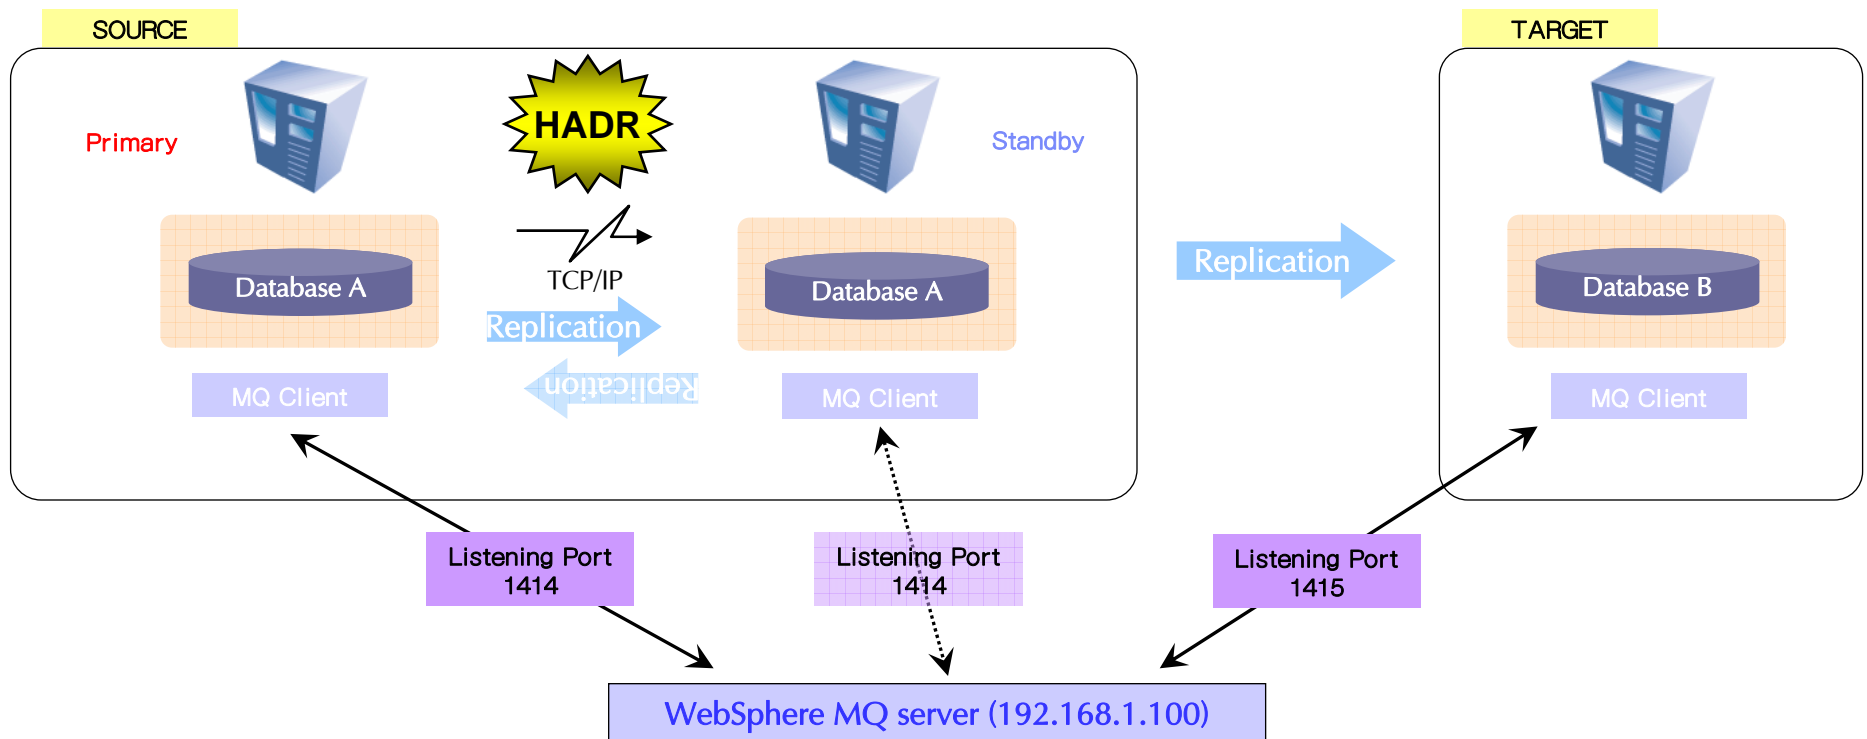 SOURCE
TARGET
HADR
Primary
Standby
TCP/IP
Database A
Database A
Replication
Database B
Replication
Replication
MQ Client
MQ Client
MQ Client
Listening Port
1414
Listening Port
1414
Listening Port
1415
WebSphere MQ server (192.168.1.100)